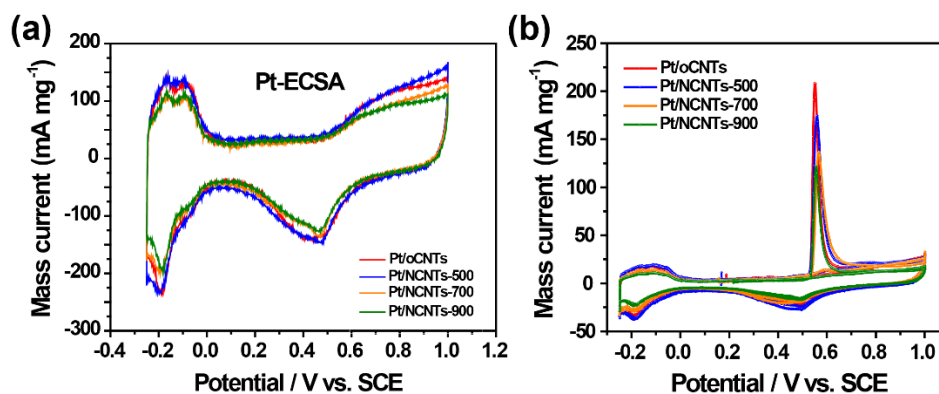 (a)
Mass current (mA mg⁻¹)
200
100
0
-100
-200
-300
Pt-ECSA
Pt/oCNTs
Pt/NCNTs-500
Pt/NCNTs-700
Pt/NCNTs-900
-0.4 -0.2 0.0 0.2 0.4 0.6 0.8 1.0 1.2
Potential / V vs. SCE
(b)
Mass current (mA mg⁻¹)
250
200
150
100
50
0
-50
Pt/oCNTs
Pt/NCNTs-500
Pt/NCNTs-700
Pt/NCNTs-900
-0.2 0.0 0.2 0.4 0.6 0.8 1.0
Potential / V vs. SCE